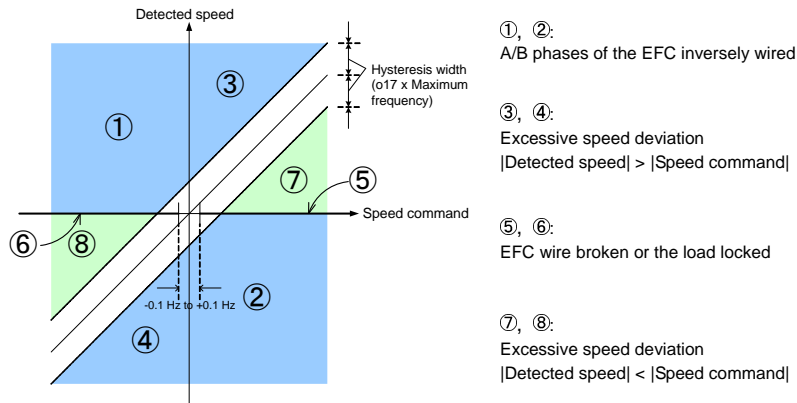 Detected speed
Hysteresis width
(o17 x Maximum
frequency)
③
①
⑦
⑤
Speed command
⑥
⑧
-0.1 Hz to +0.1 Hz
②
④
①, ②:
A/B phases of the EFC inversely wired
③, ④:
Excessive speed deviation
|Detected speed| > |Speed command|
⑤, ⑥:
EFC wire broken or the load locked
⑦, ⑧:
Excessive speed deviation
|Detected speed| < |Speed command|